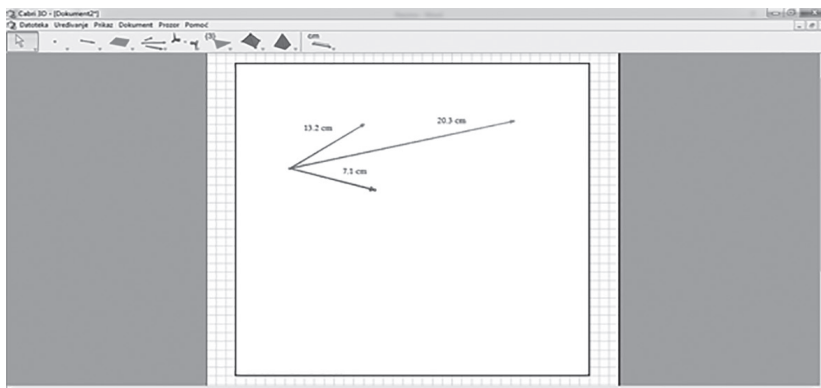 Cabri 3D - [Dokument2*]
Datoteka Uređivanje Prikaz Dokument Prozor Pomoć
(3)
cm
13.2 cm
20.3 cm
7.1 cm